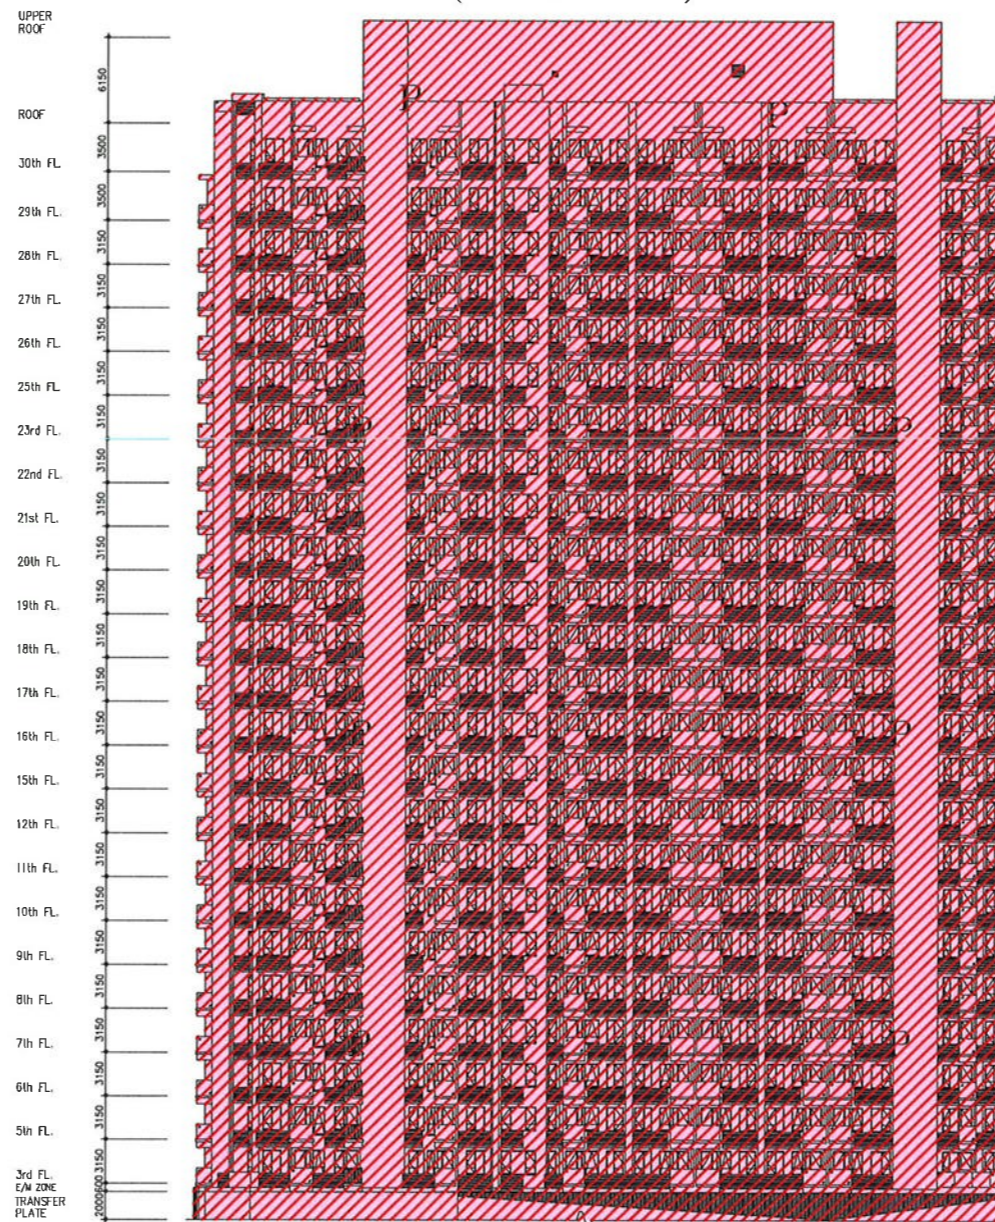 UPPER
ROOF
6150
ROOF
P
P
3500
30th FL.
3500
29th FL.
3150
28th FL.
3150
27th FL.
3150
26th FL.
3150
25th FL.
3150
23rd FL.
3150
22nd FL.
3150
21st FL.
3150
20th FL.
3150
19th FL.
3150
18th FL.
3150
17th FL.
3150
16th FL.
3150
15th FL.
3150
12th FL.
3150
11th FL.
3150
10th FL.
3150
9th FL.
3150
8th FL.
3150
7th FL.
3150
6th FL.
3150
5th FL.
3150
3rd FL.
E/M ZONE
600
TRANSFER
PLATE
2000